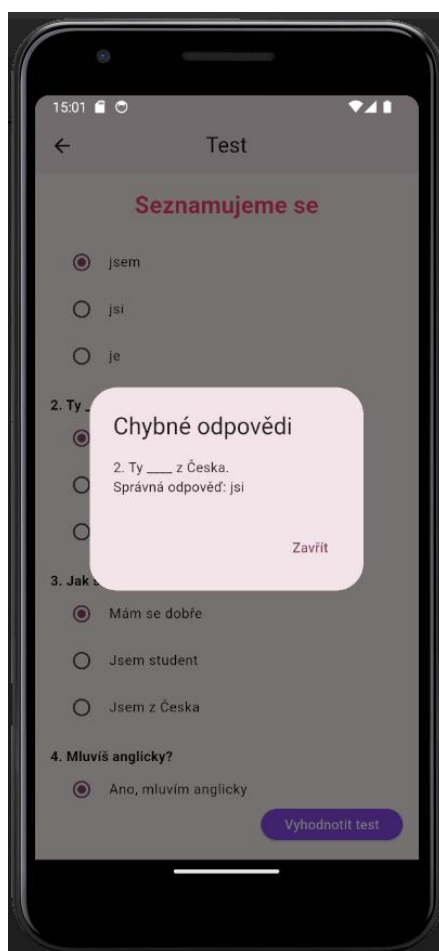 15:01
Test
Seznamujeme se
jsem
jsi
je
2. Ty
Chybné odpovědi
2. Ty ____ z Česka.
Správná odpověď: jsi
Zavřít
3. Jak
Mám se dobře
Jsem student
Jsem z Česka
4. Mluvíš anglicky?
Ano, mluvím anglicky
Vyhodnotit test